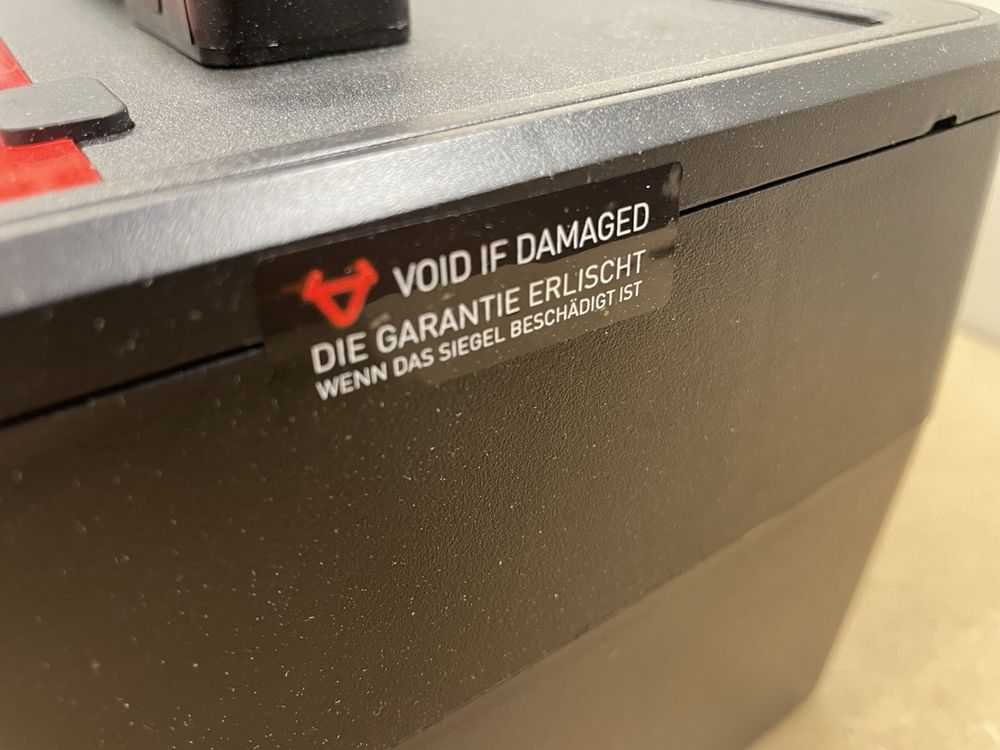 VOID IF DAMAGED
DIE GARANTIE ERLISCHT
WENN DAS SIEGEL BESCHÄDIGT IST